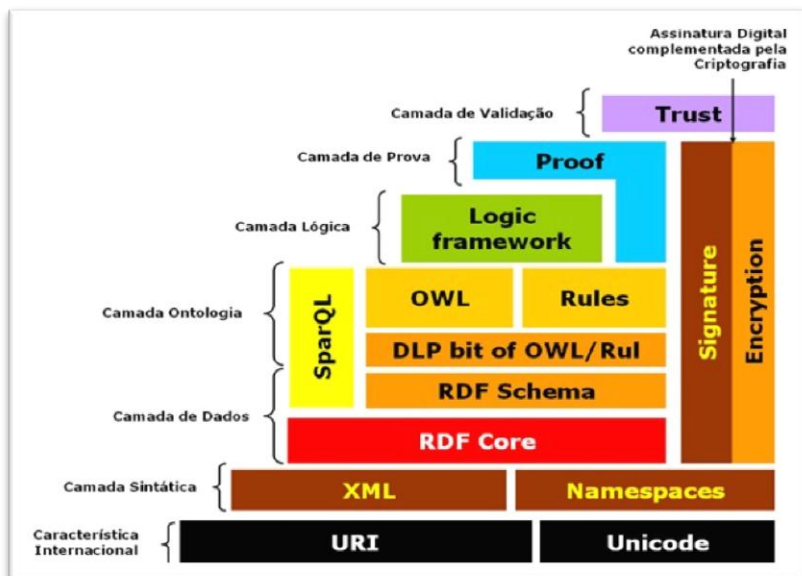 Assinatura Digital
complementada pela
Criptografia
Camada de Validação
Trust
Camada de Prova
Proof
Camada Lógica
Logic
framework
Camada Ontologia
SparQL
OWL
Rules
DLP bit of OWL/Rul
Signature
Encryption
Camada de Dados
RDF Schema
RDF Core
Camada Sintática
XML
Namespaces
Característica
Internacional
URI
Unicode